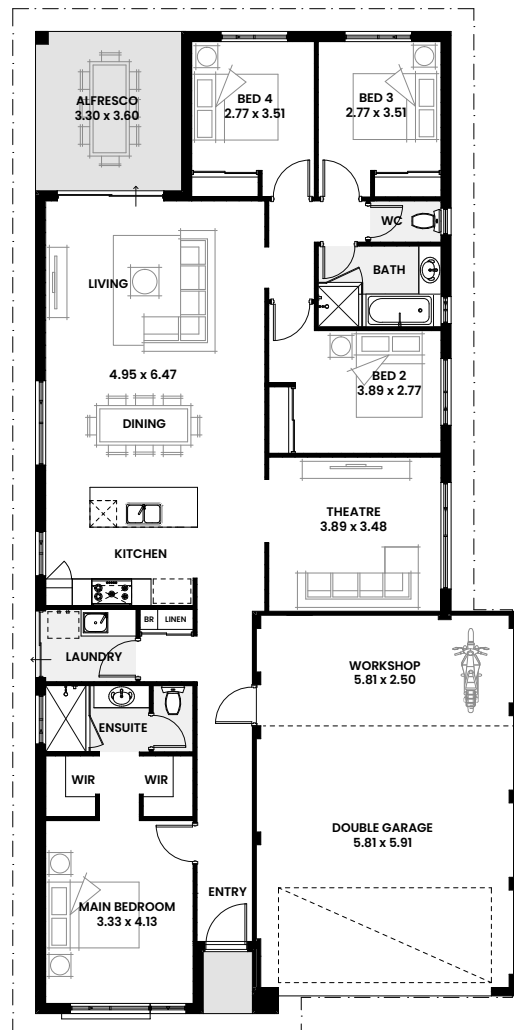 ALFRESCO
3.30 x 3.60
BED 4
2.77 x 3.51
BED 3
2.77 x 3.51
WC
BATH
LIVING
4.95 x 6.47
BED 2
3.89 x 2.77
DINING
THEATRE
3.89 x 3.48
KITCHEN
BR
LINEN
LAUNDRY
WORKSHOP
5.81 x 2.50
ENSUITE
WIR
WIR
DOUBLE GARAGE
5.81 x 5.91
ENTRY
MAIN BEDROOM
3.33 x 4.13